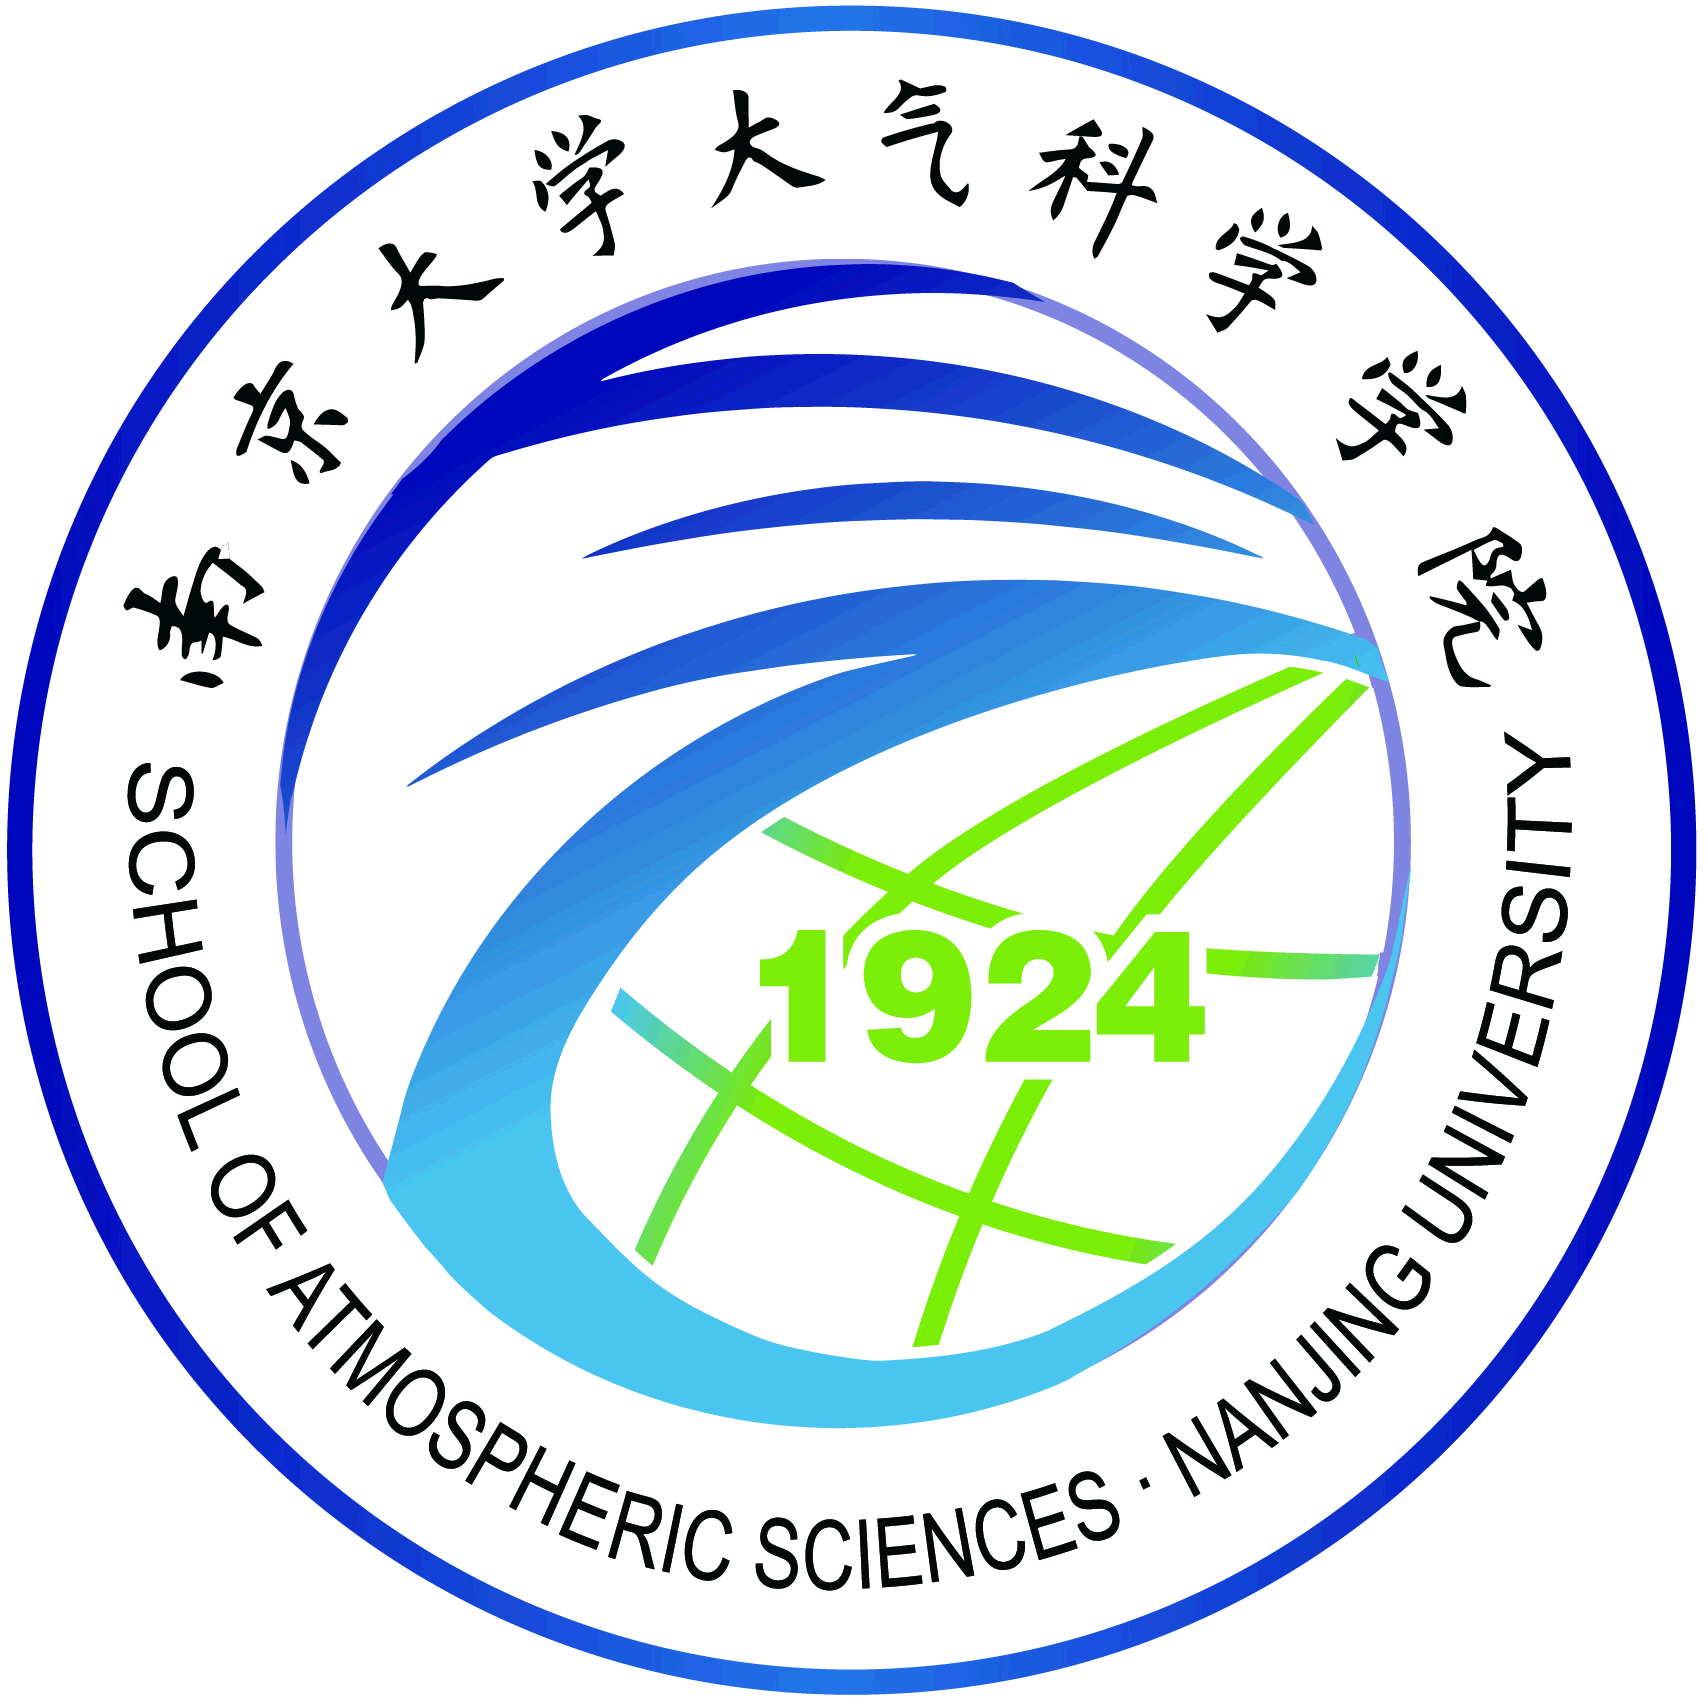 南京大学大气科学学院
1924
SCHOOL OF ATMOSPHERIC SCIENCES · NANJING UNIVERSITY